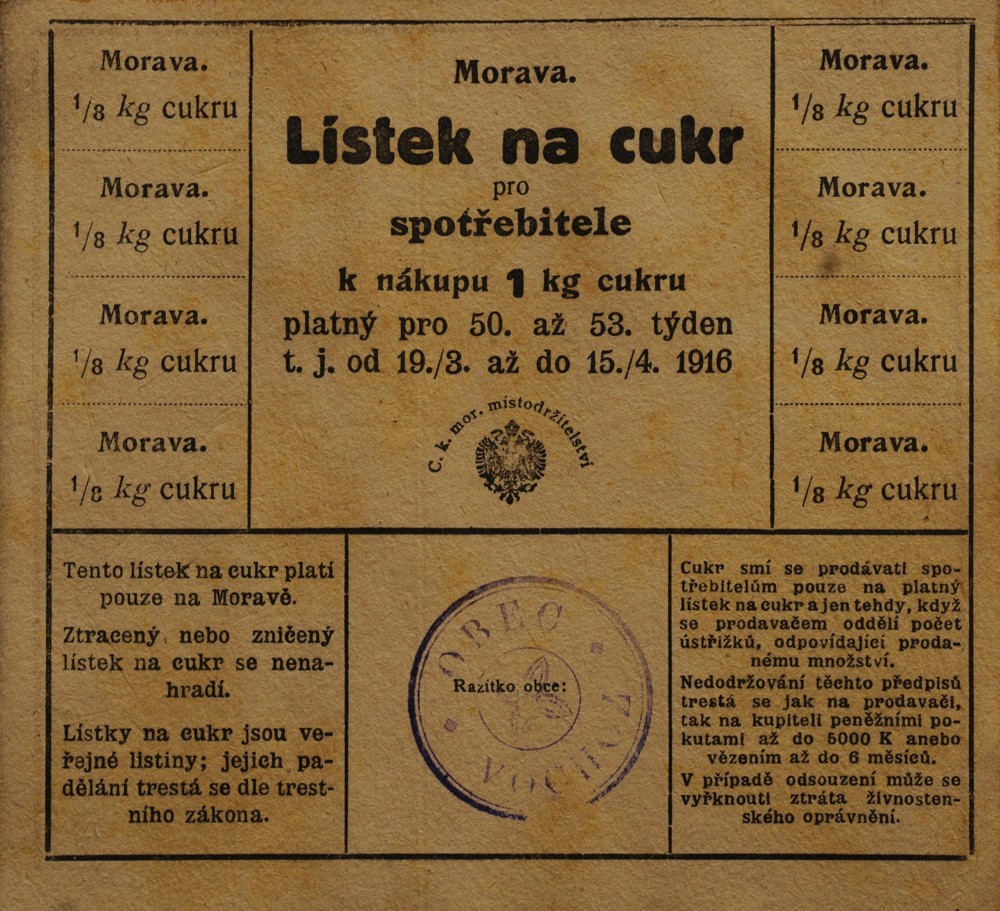 Morava.
1/8 kg cukru
Morava.
1/8 kg cukru
Morava.
1/8 kg cukru
Morava.
1/8 kg cukru
Morava.
Lístek na cukr
pro
spotřebitele
k nákupu 1 kg cukru
platný pro 50. až 53. týden
t. j. od 19./3. až do 15./4. 1916
C. k. mor. místodržitelství
Morava.
1/8 kg cukru
Morava.
1/8 kg cukru
Morava.
1/8 kg cukru
Morava.
1/8 kg cukru
Tento lístek na cukr platí
pouze na Moravě.
Ztracený nebo zničený
lístek na cukr se nena-
hradí.
Lístky na cukr jsou ve-
řejné listiny; jejich pa-
dělání trestá se dle trest-
ního zákona.
OBEC
Razítko obce:
Cukr smí se prodávati spo-
třebitelům pouze na platný
lístek na cukr a jen tehdy, když
se prodavačem oddělí počet
ústřižků, odpovídající proda-
nému množství.
Nedodržování těchto předpisů
trestá se jak na prodavači,
tak na kupiteli peněžními po-
kutami až do 5000 K anebo
vězením až do 6 měsíců.
V případě odsouzení může se
vyřknouti ztráta živnosten-
ského oprávnění.